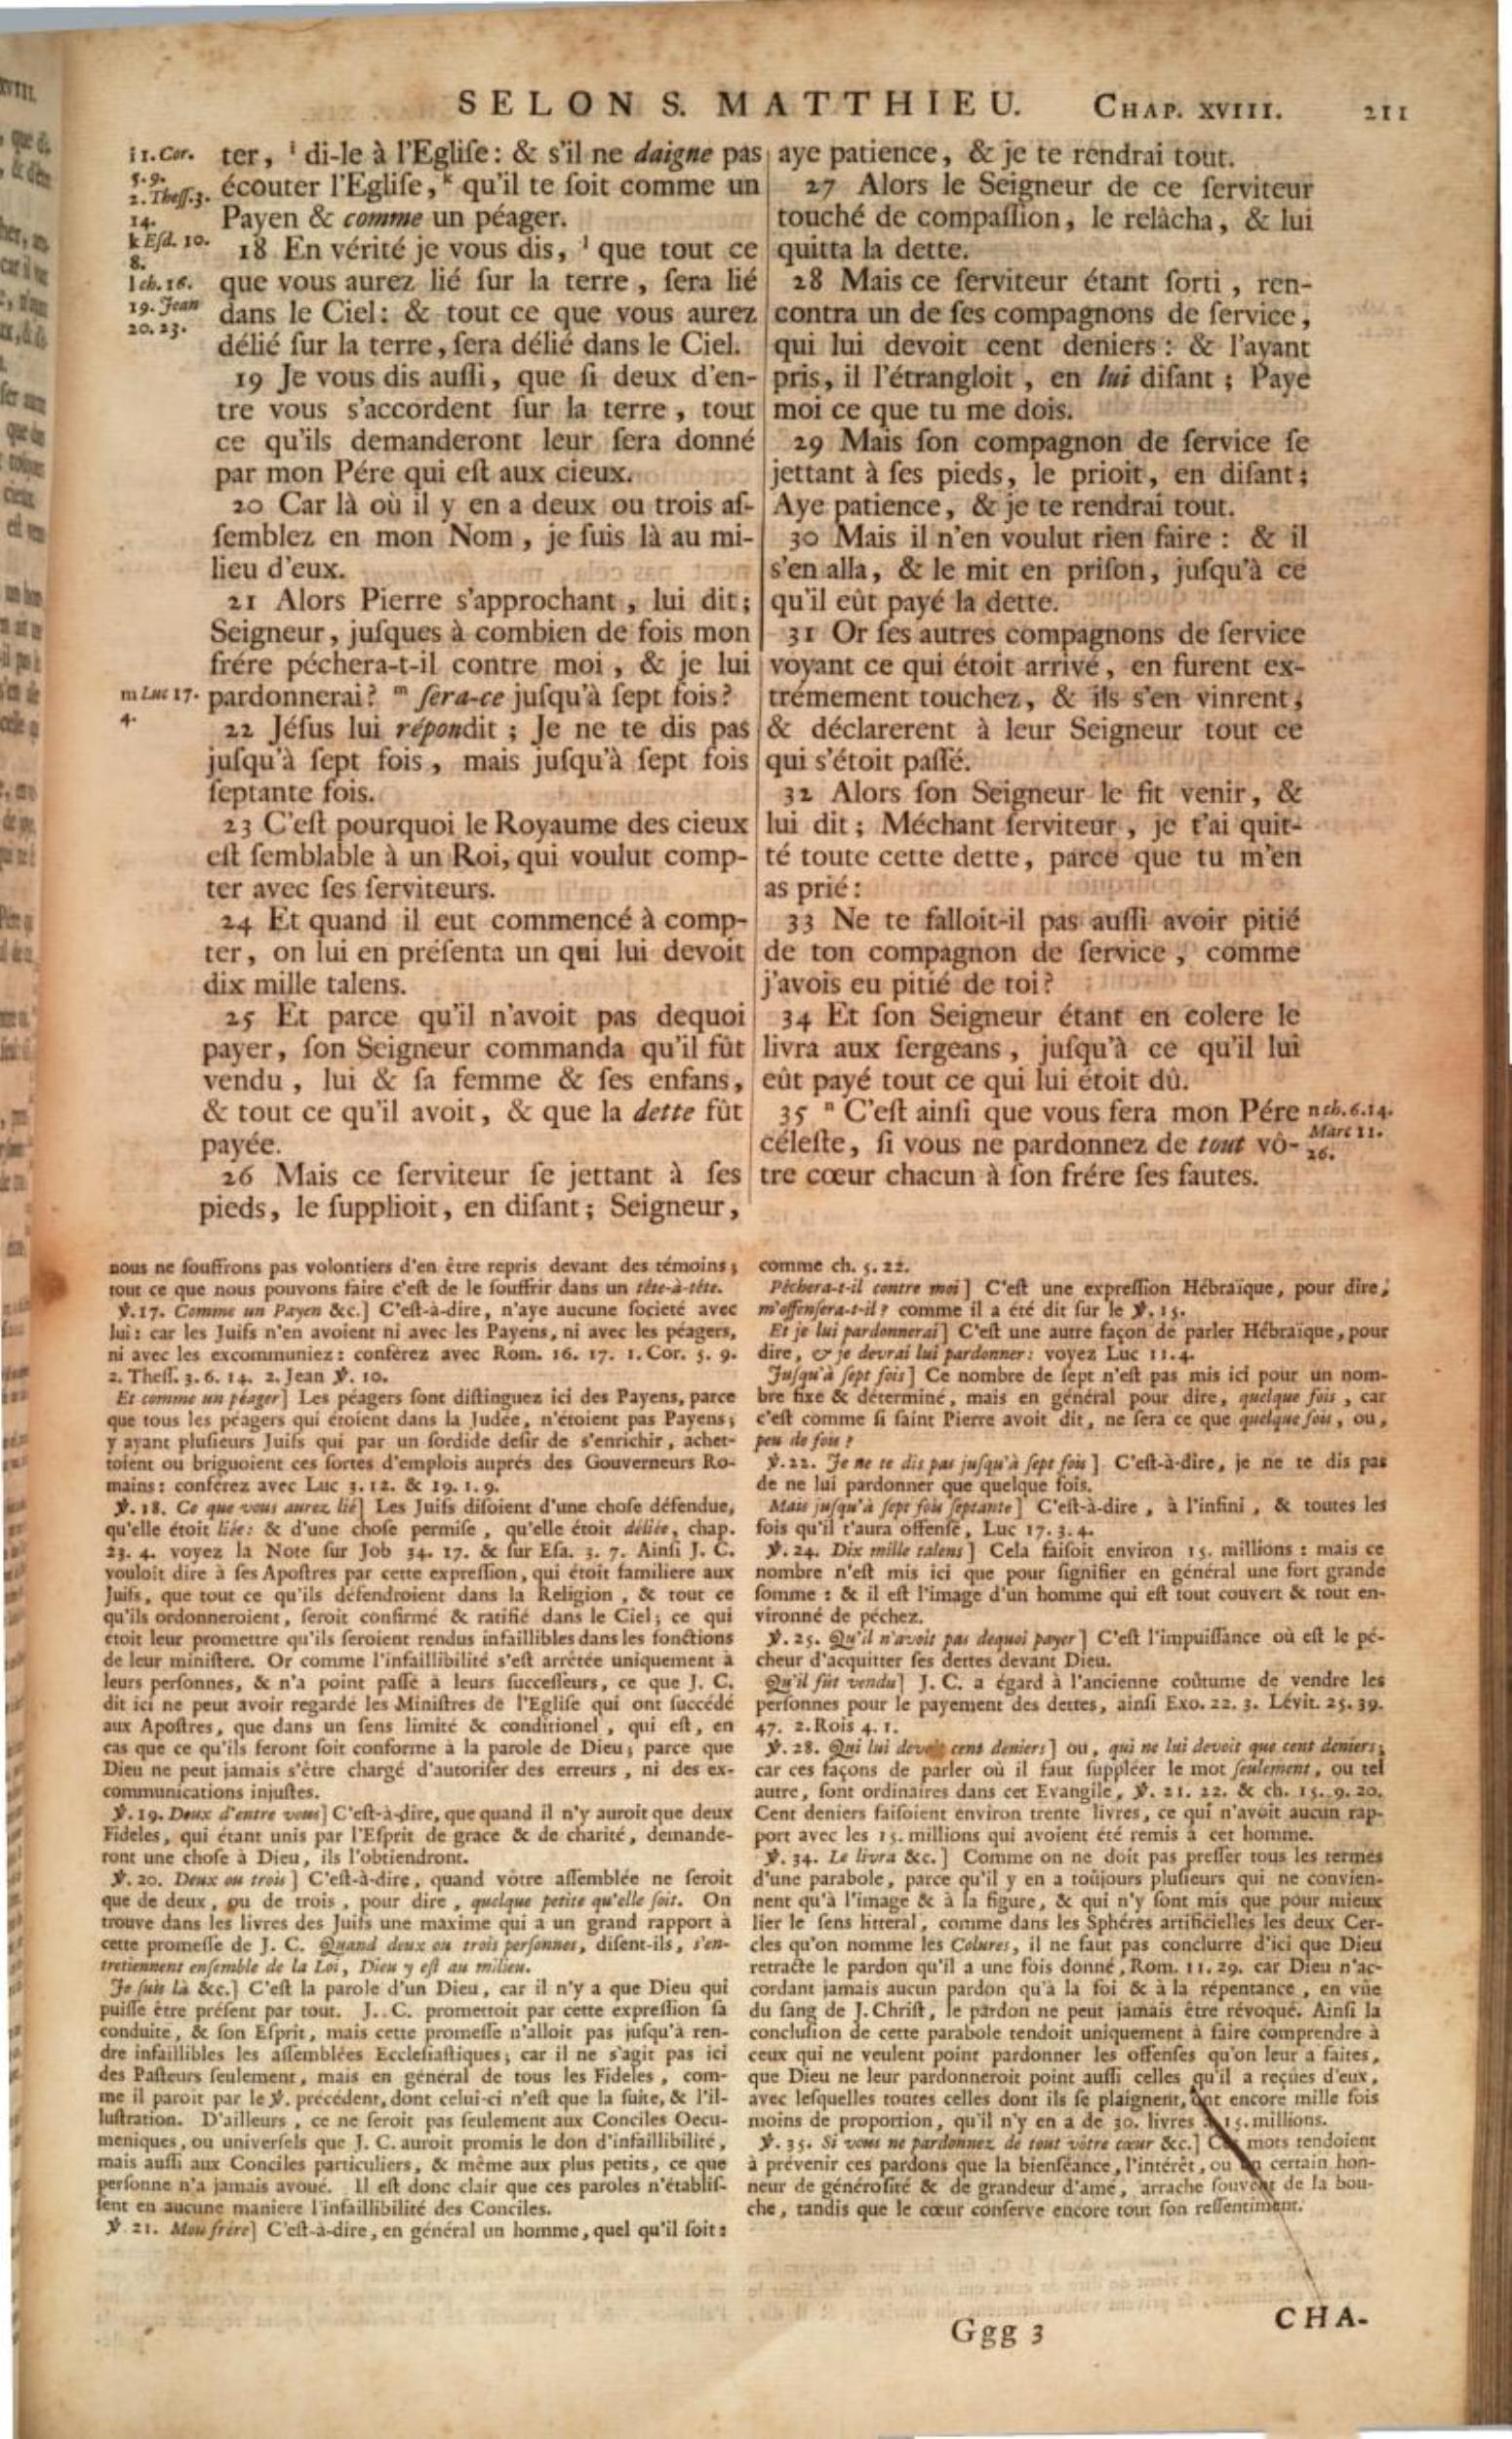 SELON S. MATTHIEU. CHAP. XVIII. 211
i 1. Cor.
5. 9.
2. Theſſ. 3.
14.
k Eſd. 10.
8.
l ch. 16.
19. Jean
20. 23.
m Luc 17.
4.
ter, ⁱ di-le à l'Egliſe: & s'il ne daigne pas
écouter l'Egliſe, ᵏ qu'il te ſoit comme un
Payen & comme un péager.
18 En vérité je vous dis, ˡ que tout ce
que vous aurez lié ſur la terre, ſera lié
dans le Ciel: & tout ce que vous aurez
délié ſur la terre, ſera délié dans le Ciel.
19 Je vous dis auſſi, que ſi deux d'en-
tre vous s'accordent ſur la terre, tout
ce qu'ils demanderont leur ſera donné
par mon Pére qui eſt aux cieux.
20 Car là où il y en a deux ou trois aſ-
ſemblez en mon Nom, je ſuis là au mi-
lieu d'eux.
21 Alors Pierre s'approchant, lui dit;
Seigneur, juſques à combien de fois mon
frére péchera-t-il contre moi, & je lui
pardonnerai? ᵐ ſera-ce juſqu'à ſept fois?
22 Jéſus lui répondit; Je ne te dis pas
juſqu'à ſept fois, mais juſqu'à ſept fois
ſeptante fois.
23 C'eſt pourquoi le Royaume des cieux
eſt ſemblable à un Roi, qui voulut comp-
ter avec ſes ſerviteurs.
24 Et quand il eut commencé à comp-
ter, on lui en préſenta un qui lui devoit
dix mille talens.
25 Et parce qu'il n'avoit pas dequoi
payer, ſon Seigneur commanda qu'il fût
vendu, lui & ſa femme & ſes enfans,
& tout ce qu'il avoit, & que la dette fût
payée.
26 Mais ce ſerviteur ſe jettant à ſes
pieds, le ſupplioit, en diſant; Seigneur,
aye patience, & je te rendrai tout.
27 Alors le Seigneur de ce ſerviteur
touché de compaſſion, le relâcha, & lui
quitta la dette.
28 Mais ce ſerviteur étant ſorti, ren-
contra un de ſes compagnons de ſervice,
qui lui devoit cent deniers: & l'ayant
pris, il l'étrangloit, en lui diſant; Paye
moi ce que tu me dois.
29 Mais ſon compagnon de ſervice ſe
jettant à ſes pieds, le prioit, en diſant;
Aye patience, & je te rendrai tout.
30 Mais il n'en voulut rien faire: & il
s'en alla, & le mit en priſon, juſqu'à ce
qu'il eût payé la dette.
31 Or ſes autres compagnons de ſervice
voyant ce qui étoit arrivé, en furent ex-
trémement touchez, & ils s'en vinrent,
& déclarerent à leur Seigneur tout ce
qui s'étoit paſſé.
32 Alors ſon Seigneur le fit venir, &
lui dit; Méchant ſerviteur, je t'ai quit-
té toute cette dette, parce que tu m'en
as prié:
33 Ne te falloit-il pas auſſi avoir pitié
de ton compagnon de ſervice, comme
j'avois eu pitié de toi?
34 Et ſon Seigneur étant en colere le
livra aux ſergeans, juſqu'à ce qu'il lui
eût payé tout ce qui lui étoit dû.
35 ⁿ C'eſt ainſi que vous fera mon Pére
céleſte, ſi vous ne pardonnez de tout vô-
tre cœur chacun à ſon frére ſes fautes.
n ch. 6. 14.
Marc 11.
26.
nous ne ſouffrons pas volontiers d'en être repris devant des témoins;
tout ce que nous pouvons faire c'eſt de le ſouffrir dans un tête-à-tête.
℣. 17. Comme un Payen &c.] C'eſt-à-dire, n'aye aucune ſocieté avec
lui: car les Juifs n'en avoient ni avec les Payens, ni avec les péagers,
ni avec les excommuniez: conférez avec Rom. 16. 17. 1. Cor. 5. 9.
2. Theſſ. 3. 6. 14. 2. Jean ℣. 10.
Et comme un péager] Les péagers ſont diſtinguez ici des Payens, parce
que tous les péagers qui étoient dans la Judée, n'étoient pas Payens;
y ayant pluſieurs Juifs qui par un ſordide deſir de s'enrichir, achet-
toient ou briguoient ces ſortes d'emplois auprés des Gouverneurs Ro-
mains: conférez avec Luc 3. 12. & 19. 1. 9.
℣. 18. Ce que vous aurez lié] Les Juifs diſoient d'une choſe défendue,
qu'elle étoit liée: & d'une choſe permiſe, qu'elle étoit déliée, chap.
23. 4. voyez la Note ſur Job 34. 17. & ſur Eſa. 3. 7. Ainſi J. C.
vouloit dire à ſes Apoſtres par cette expreſſion, qui étoit familiere aux
Juifs, que tout ce qu'ils défendroient dans la Religion, & tout ce
qu'ils ordonneroient, ſeroit confirmé & ratifié dans le Ciel; ce qui
étoit leur promettre qu'ils ſeroient rendus infaillibles dans les fonctions
de leur miniſtere. Or comme l'infaillibilité s'eſt arrêtée uniquement à
leurs perſonnes, & n'a point paſſé à leurs ſucceſſeurs, ce que J. C.
dit ici ne peut avoir regardé les Miniſtres de l'Egliſe qui ont ſuccédé
aux Apoſtres, que dans un ſens limité & conditionel, qui eſt, en
cas que ce qu'ils feront ſoit conforme à la parole de Dieu; parce que
Dieu ne peut jamais s'être chargé d'autoriſer des erreurs, ni des ex-
communications injuſtes.
℣. 19. Deux d'entre vous] C'eſt-à-dire, que quand il n'y auroit que deux
Fideles, qui étant unis par l'Eſprit de grace & de charité, demande-
ront une choſe à Dieu, ils l'obtiendront.
℣. 20. Deux ou trois] C'eſt-à-dire, quand vôtre aſſemblée ne ſeroit
que de deux, ou de trois, pour dire, quelque petite qu'elle ſoit. On
trouve dans les livres des Juifs une maxime qui a un grand rapport à
cette promeſſe de J. C. Quand deux ou trois perſonnes, diſent-ils, s'en-
tretiennent enſemble de la Loi, Dieu y eſt au milieu.
Je ſuis là &c.] C'eſt la parole d'un Dieu, car il n'y a que Dieu qui
puiſſe être préſent par tout. J.. C. promettoit par cette expreſſion ſa
conduite, & ſon Eſprit, mais cette promeſſe n'alloit pas juſqu'à ren-
dre infaillibles les aſſemblées Eccleſiaſtiques; car il ne s'agit pas ici
des Paſteurs ſeulement, mais en général de tous les Fideles, com-
me il paroit par le ℣. précédent, dont celui-ci n'eſt que la ſuite, & l'il-
luſtration. D'ailleurs, ce ne ſeroit pas ſeulement aux Conciles Oecu-
meniques, ou univerſels que J. C. auroit promis le don d'infaillibilité,
mais auſſi aux Conciles particuliers, & même aux plus petits, ce que
perſonne n'a jamais avoué. Il eſt donc clair que ces paroles n'établiſ-
ſent en aucune maniere l'infaillibilité des Conciles.
℣ 21. Mon frére] C'eſt-à-dire, en général un homme, quel qu'il ſoit:
comme ch. 5. 22.
Péchera-t-il contre moi] C'eſt une expreſſion Hébraïque, pour dire,
m'offenſera-t-il? comme il a été dit ſur le ℣. 15.
Et je lui pardonnerai] C'eſt une autre façon de parler Hébraïque, pour
dire, & je devrai lui pardonner: voyez Luc 11. 4.
Juſqu'à ſept fois] Ce nombre de ſept n'eſt pas mis ici pour un nom-
bre fixe & déterminé, mais en général pour dire, quelque fois, car
c'eſt comme ſi ſaint Pierre avoit dit, ne ſera ce que quelque fois, ou,
peu de fois?
℣. 22. Je ne te dis pas juſqu'à ſept fois] C'eſt-à-dire, je ne te dis pas
de ne lui pardonner que quelque fois.
Mais juſqu'à ſept fois ſeptante] C'eſt-à-dire, à l'infini, & toutes les
fois qu'il t'aura offenſé, Luc 17. 3. 4.
℣. 24. Dix mille talens] Cela faiſoit environ 15. millions: mais ce
nombre n'eſt mis ici que pour ſignifier en général une fort grande
ſomme: & il eſt l'image d'un homme qui eſt tout couvert & tout en-
vironné de péchez.
℣. 25. Qu'il n'avoit pas dequoi payer] C'eſt l'impuiſſance où eſt le pé-
cheur d'acquitter ſes dettes devant Dieu.
Qu'il fût vendu] J. C. a égard à l'ancienne coûtume de vendre les
perſonnes pour le payement des dettes, ainſi Exo. 22. 3. Lévit. 25. 39.
47. 2. Rois 4. 1.
℣. 28. Qui lui devoit cent deniers] ou, qui ne lui devoit que cent deniers;
car ces façons de parler où il faut ſuppléer le mot ſeulement, ou tel
autre, ſont ordinaires dans cet Evangile, ℣. 21. 22. & ch. 15. 9. 20.
Cent deniers faiſoient environ trente livres, ce qui n'avoit aucun rap-
port avec les 15. millions qui avoient été remis à cet homme.
℣. 34. Le livra &c.] Comme on ne doit pas preſſer tous les termes
d'une parabole, parce qu'il y en a toûjours pluſieurs qui ne convien-
nent qu'à l'image & à la figure, & qui n'y ſont mis que pour mieux
lier le ſens litteral, comme dans les Sphéres artificielles les deux Cer-
cles qu'on nomme les Colures, il ne faut pas conclurre d'ici que Dieu
retracte le pardon qu'il a une fois donné, Rom. 11. 29. car Dieu n'ac-
cordant jamais aucun pardon qu'à la foi & à la répentance, en vûe
du ſang de J. Chriſt, le pardon ne peut jamais être révoqué. Ainſi la
concluſion de cette parabole tendoit uniquement à faire comprendre à
ceux qui ne veulent point pardonner les offenſes qu'on leur a faites,
que Dieu ne leur pardonneroit point auſſi celles qu'il a reçûes d'eux,
avec leſquelles toutes celles dont ils ſe plaignent, ont encore mille fois
moins de proportion, qu'il n'y en a de 30. livres à 15. millions.
℣. 35. Si vous ne pardonnez de tout vôtre cœur &c.] Ces mots tendoient
à prévenir ces pardons que la bienſéance, l'intérêt, ou un certain hon-
neur de généroſité & de grandeur d'ame, arrache ſouvent de la bou-
che, tandis que le cœur conſerve encore tout ſon reſſentiment.
Ggg 3
CHA-